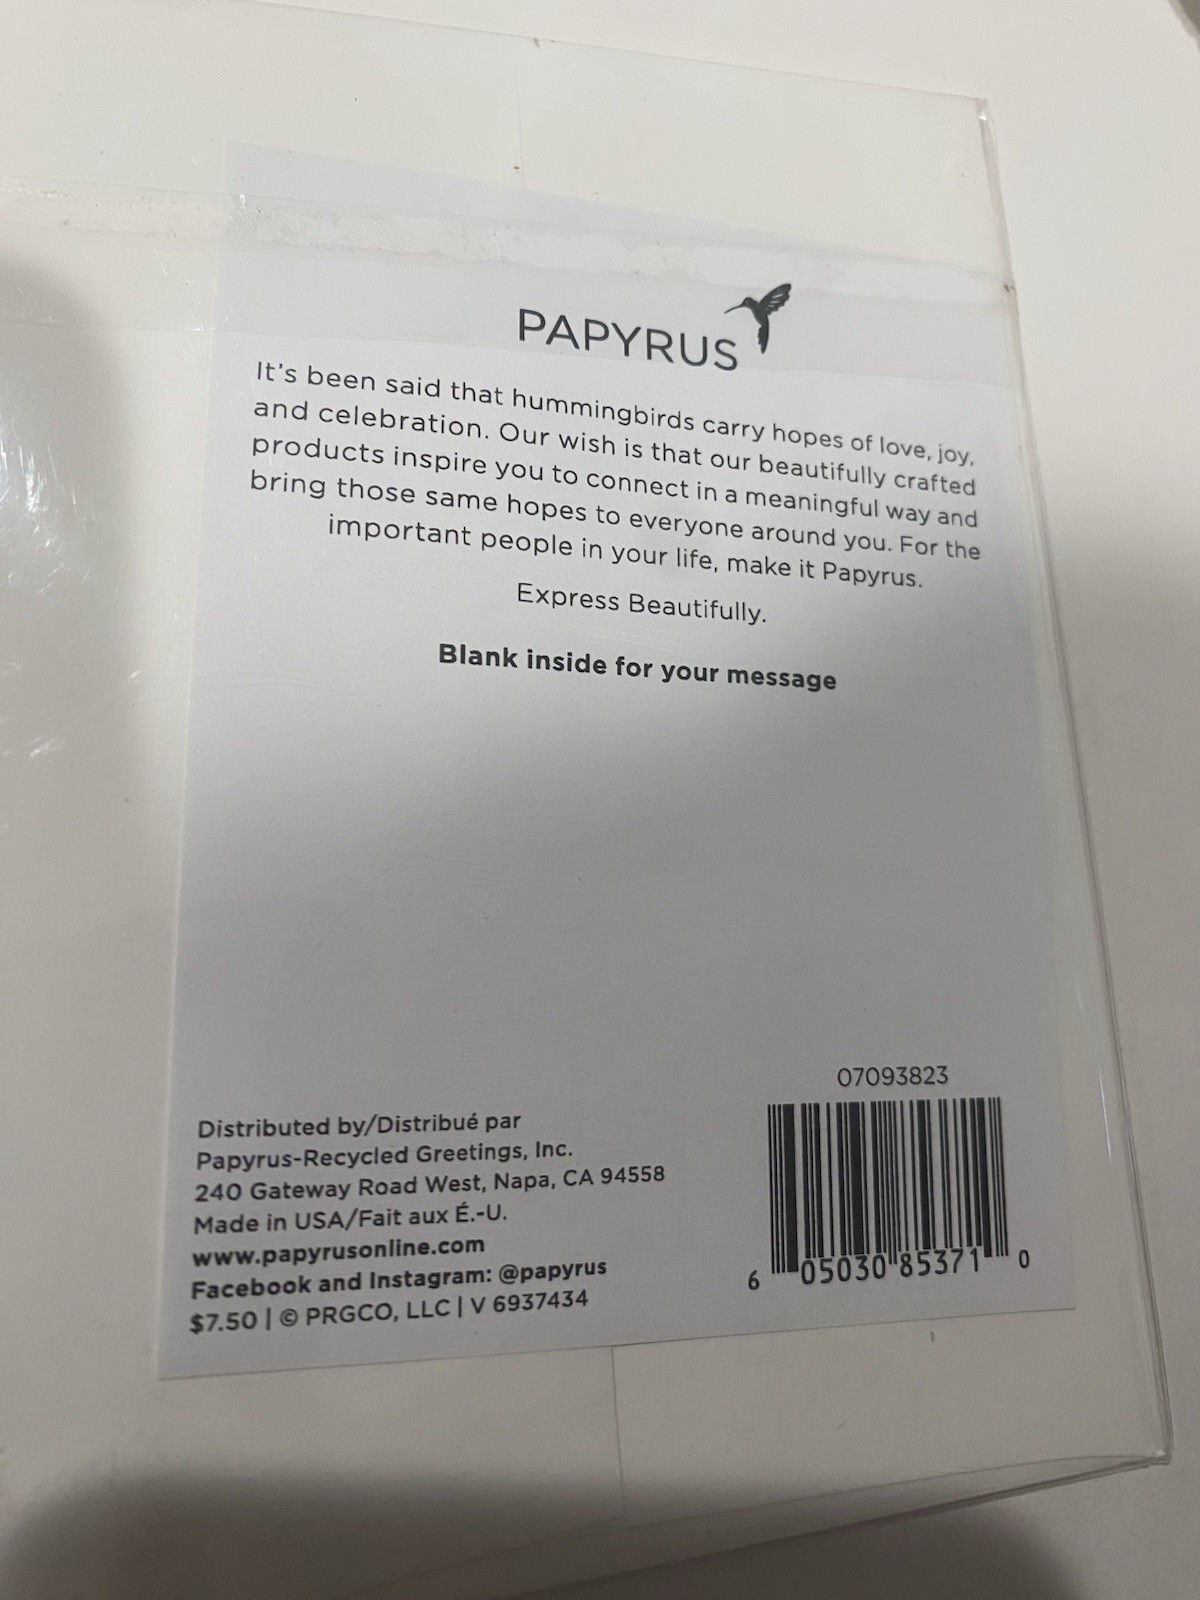 PAPYRUS
It's been said that hummingbirds carry hopes of love, joy,
and celebration. Our wish is that our beautifully crafted
products inspire you to connect in a meaningful way and
bring those same hopes to everyone around you. For the
important people in your life, make it Papyrus.
Express Beautifully.
Blank inside for your message
Distributed by/Distribué par
Papyrus-Recycled Greetings, Inc.
240 Gateway Road West, Napa, CA 94558
Made in USA/Fait aux É.-U.
www.papyrusonline.com
Facebook and Instagram: @papyrus
$7.50 | © PRGCO, LLC | V 6937434
07093823
6 05030 85371 0